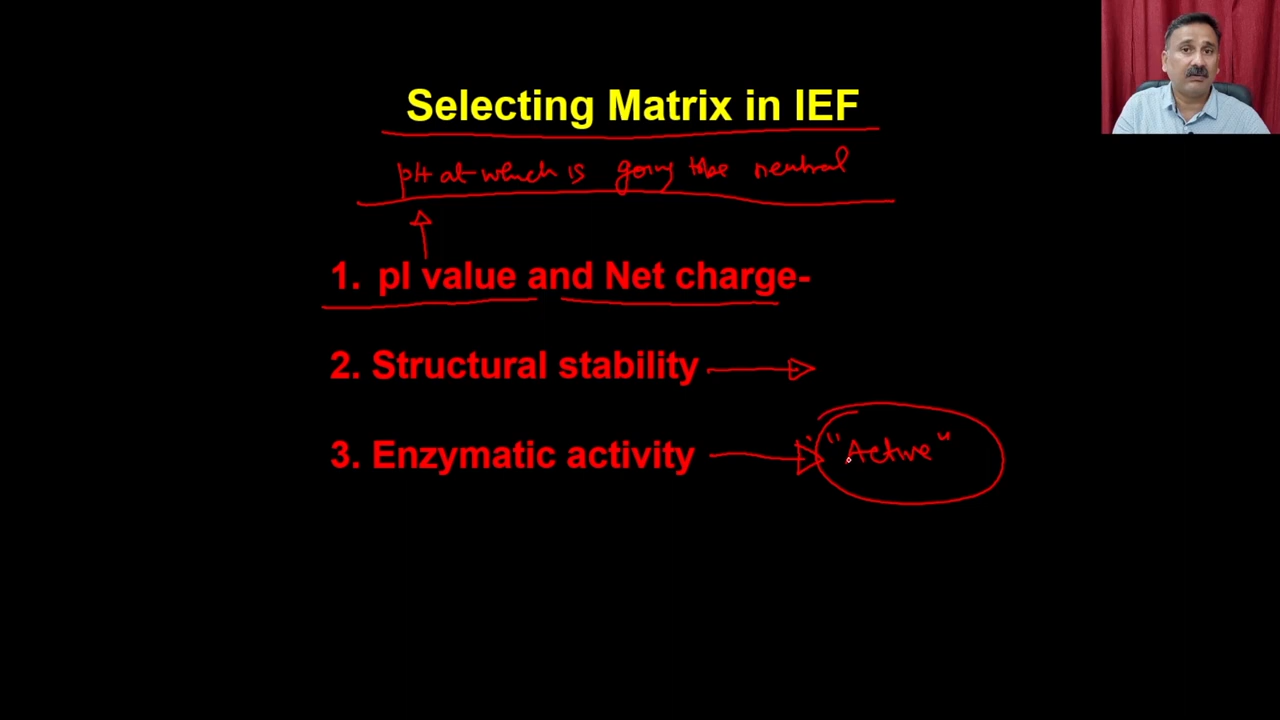 Selecting Matrix in IEF
pH at which is going to be neutral
1. pI value and Net charge-
2. Structural stability
3. Enzymatic activity "Active"